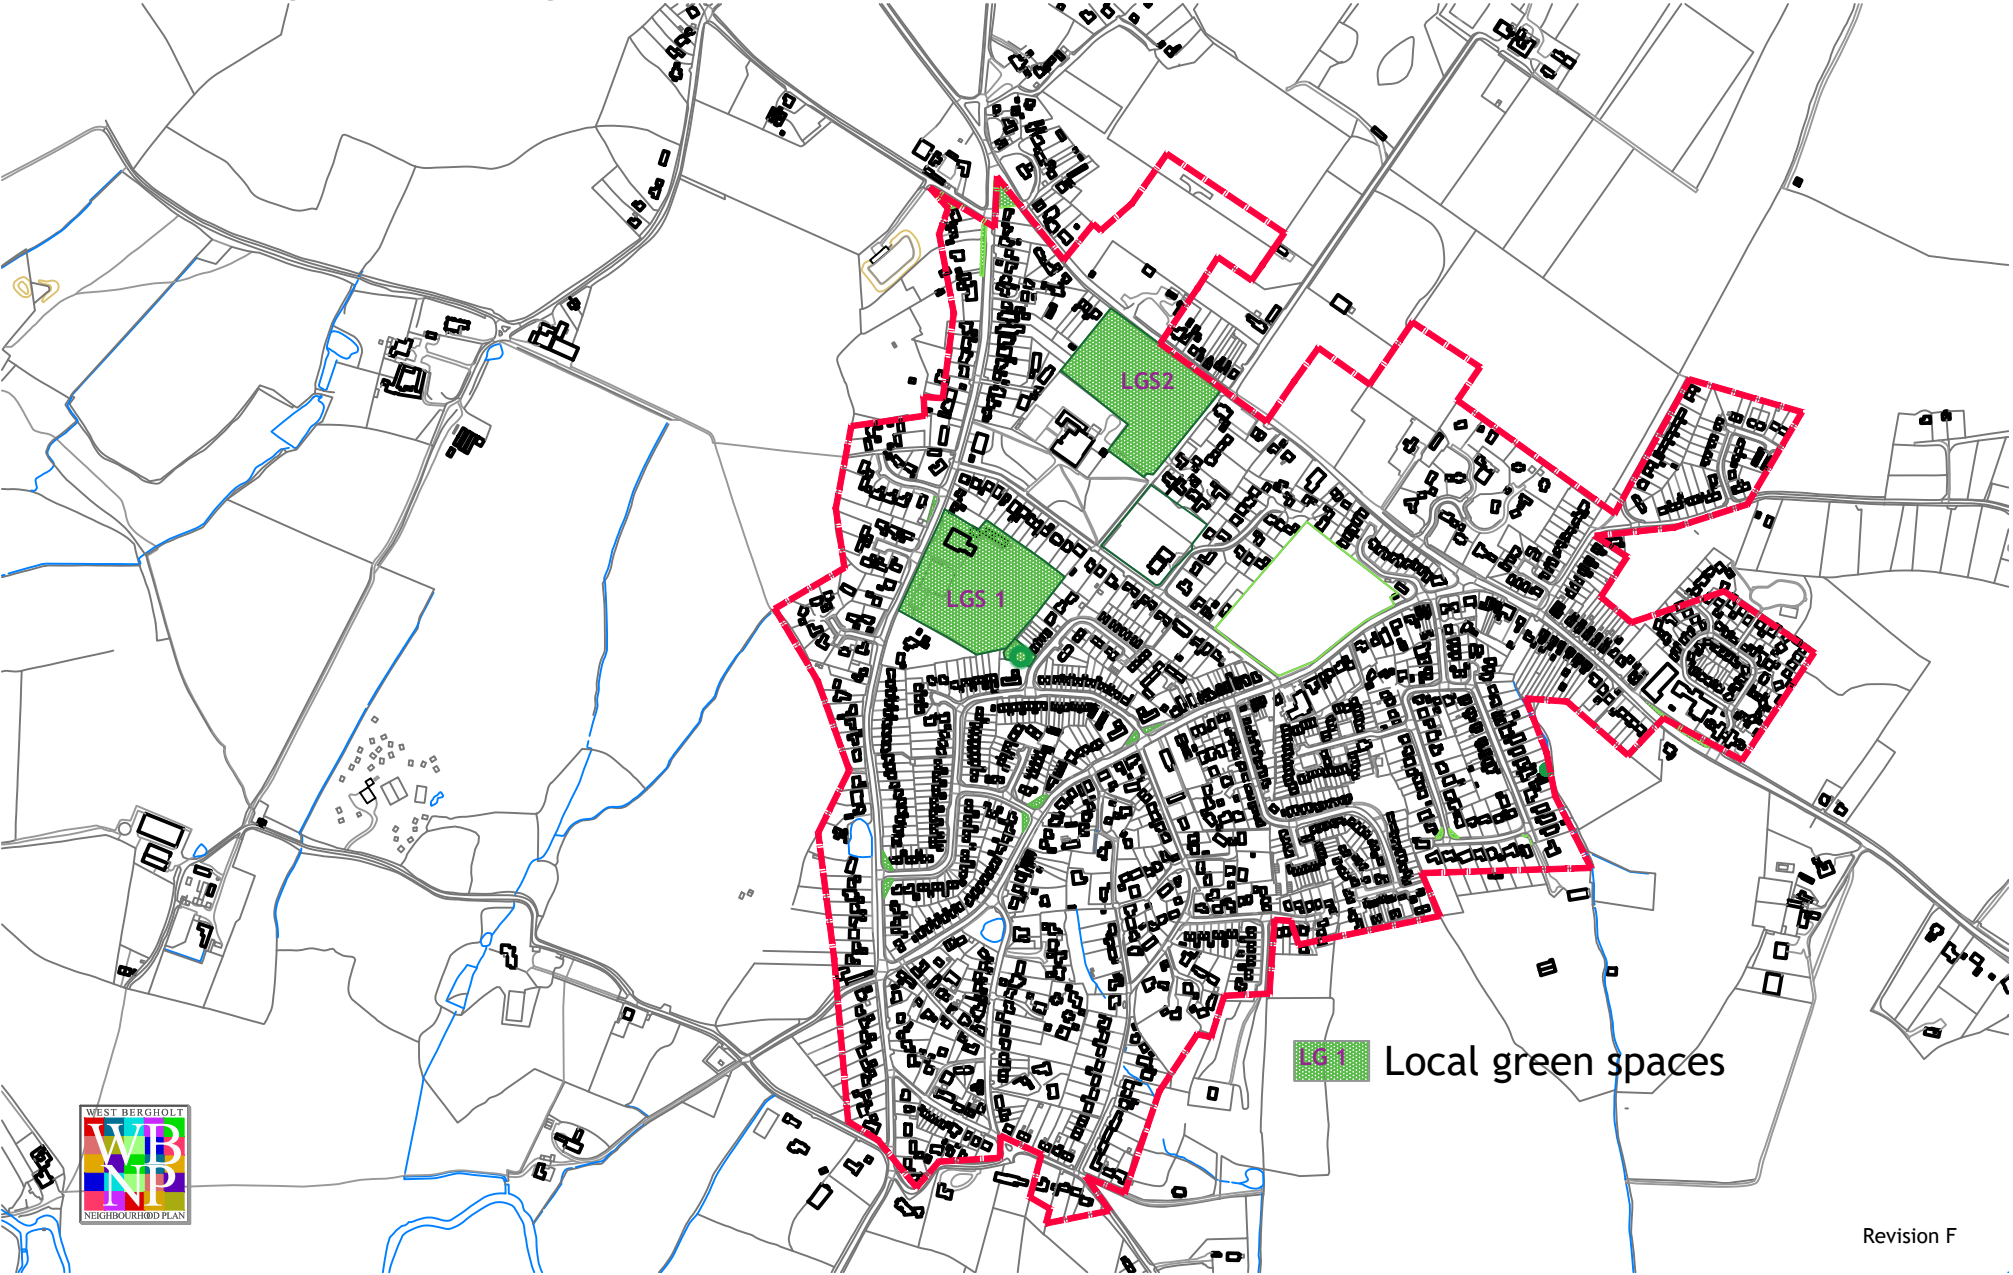 LGS2
LGS 1
LG 1
Local green spaces
WEST BERGHOLT
WB
NP
NEIGHBOURHOOD PLAN
Revision F